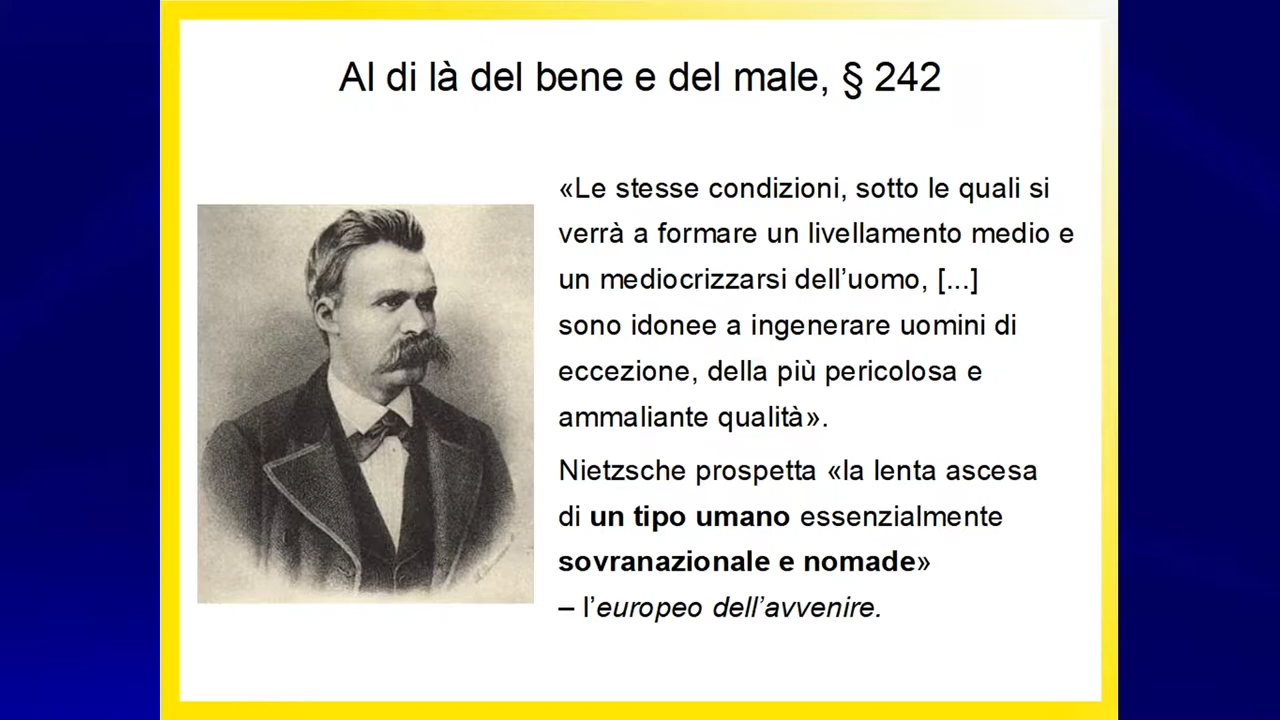 Al di là del bene e del male, § 242
«Le stesse condizioni, sotto le quali si
verrà a formare un livellamento medio e
un mediocrizzarsi dell’uomo, [...]
sono idonee a ingenerare uomini di
eccezione, della più pericolosa e
ammaliante qualità».
Nietzsche prospetta «la lenta ascesa
di un tipo umano essenzialmente
sovranazionale e nomade»
– l’europeo dell’avvenire.